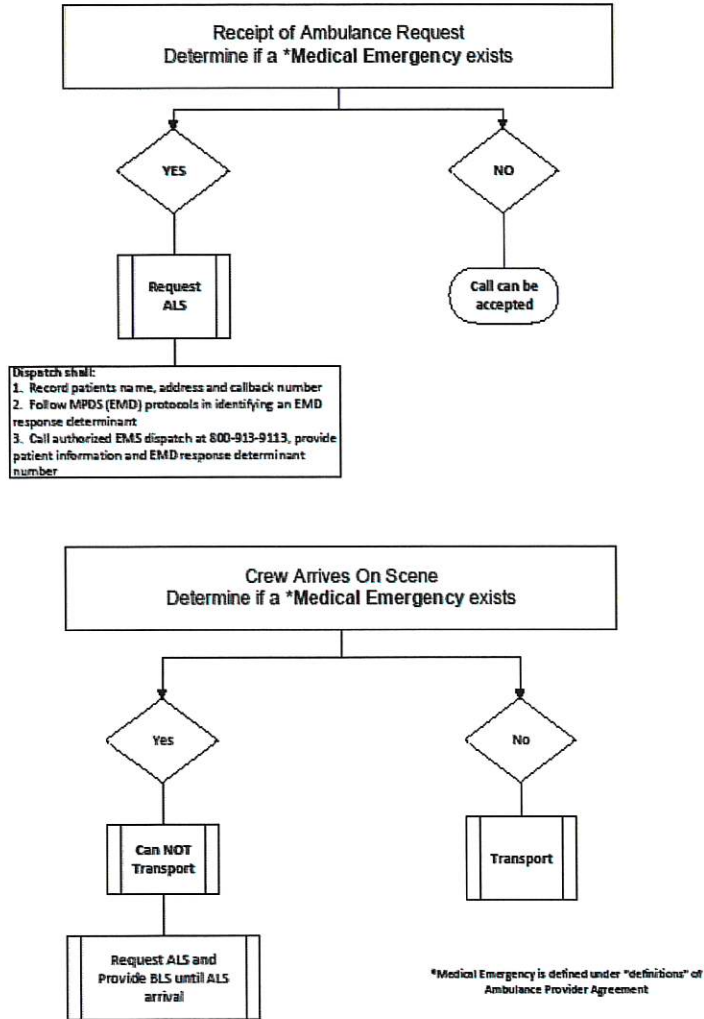 Receipt of Ambulance Request
Determine if a *Medical Emergency exists
YES
NO
Request
ALS
Call can be
accepted
Dispatch shall:
1. Record patients name, address and callback number
2. Follow MPDS (EMD) protocols in identifying an EMD
response determinant
3. Call authorized EMS dispatch at 800-913-9113, provide
patient information and EMD response determinant
number
Crew Arrives On Scene
Determine if a *Medical Emergency exists
Yes
No
Can NOT
Transport
Transport
Request ALS and
Provide BLS until ALS
arrival
*Medical Emergency is defined under "definitions" of
Ambulance Provider Agreement